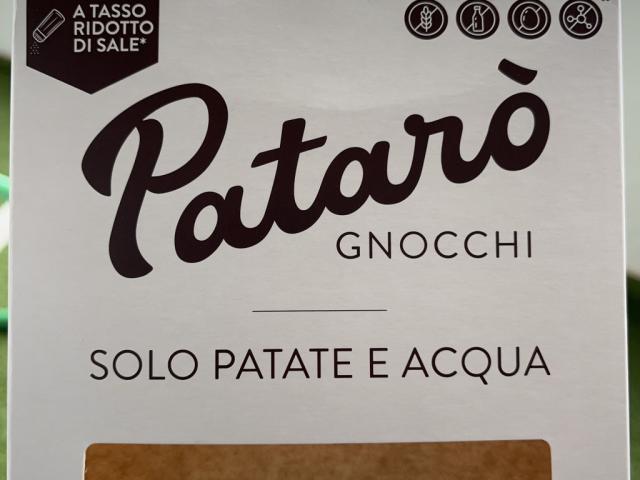 A TASSO
RIDOTTO
DI SALE*
Patarò
GNOCCHI
SOLO PATATE E ACQUA